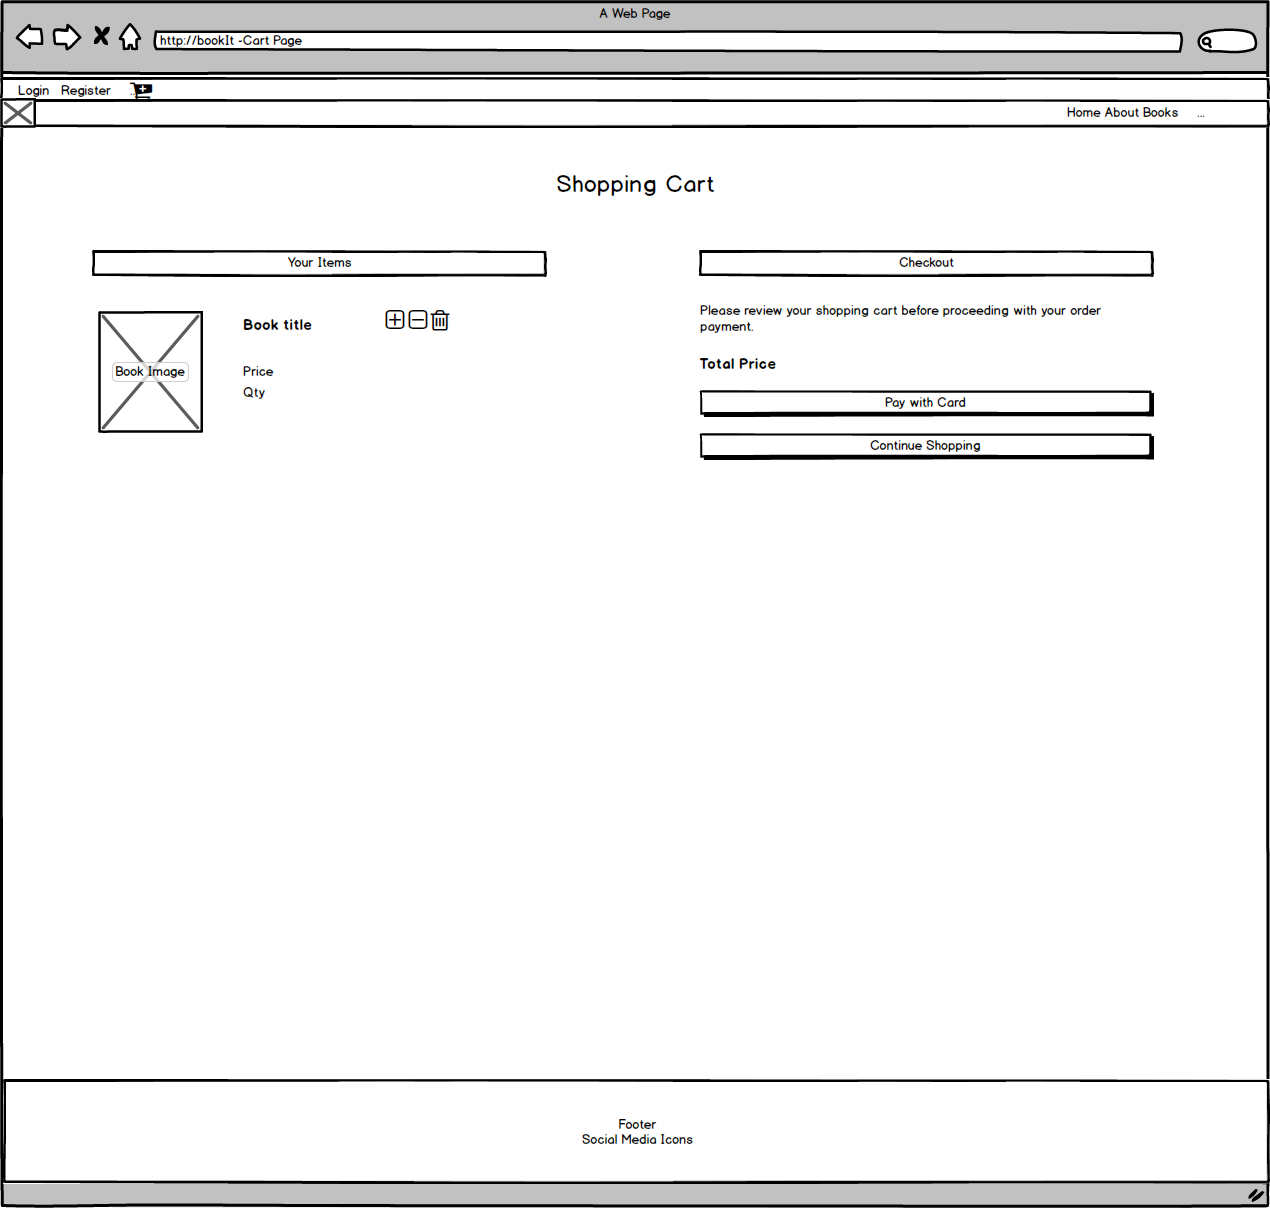 A Web Page
http://bookIt -Cart Page
Login Register
Home About Books ...
Shopping Cart
Your Items
Book Image
Book title
Price
Qty
Checkout
Please review your shopping cart before proceeding with your order
payment.
Total Price
Pay with Card
Continue Shopping
Footer
Social Media Icons